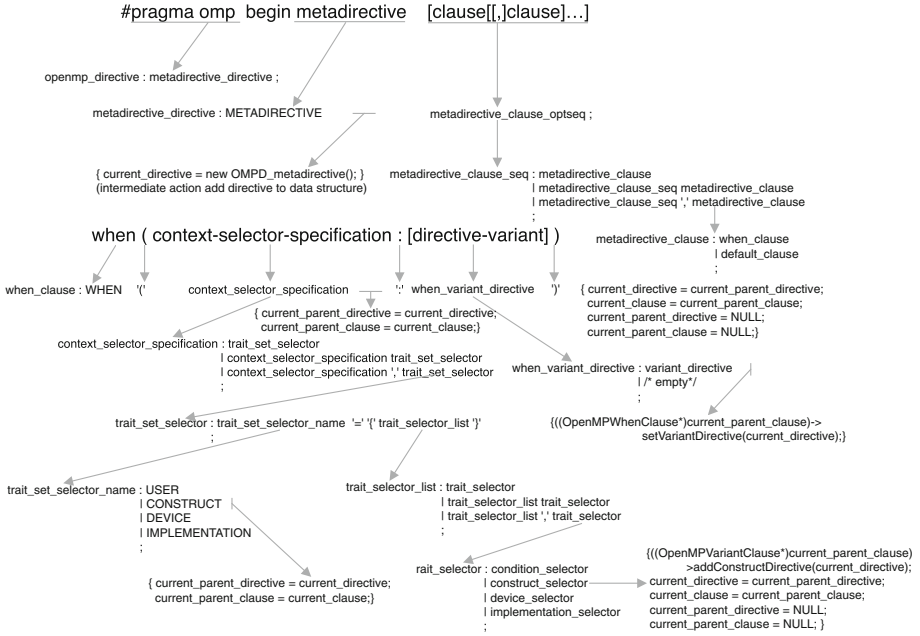 #pragma omp begin metadirective [clause[[,]clause]...]
openmp_directive : metadirective_directive ;
metadirective_directive : METADIRECTIVE
metadirective_clause_optseq ;
{ current_directive = new OMPD_metadirective(); }
(intermediate action add directive to data structure)
metadirective_clause_seq : metadirective_clause
| metadirective_clause_seq metadirective_clause
| metadirective_clause_seq ',' metadirective_clause
;
when ( context-selector-specification : [directive-variant] )
metadirective_clause : when_clause
| default_clause
;
when_clause : WHEN '(' context_selector_specification ':' when_variant_directive ')'
{ current_directive = current_parent_directive;
current_clause = current_parent_clause;
current_parent_directive = NULL;
current_parent_clause = NULL;}
{ current_parent_directive = current_directive;
current_parent_clause = current_clause;}
context_selector_specification : trait_set_selector
| context_selector_specification trait_set_selector
| context_selector_specification ',' trait_set_selector
;
when_variant_directive : variant_directive
| /* empty*/
;
trait_set_selector : trait_set_selector_name '=' '{' trait_selector_list '}'
;
{((OpenMPWhenClause*)current_parent_clause)->
setVariantDirective(current_directive);}
trait_set_selector_name : USER
| CONSTRUCT
| DEVICE
| IMPLEMENTATION
;
trait_selector_list : trait_selector
| trait_selector_list trait_selector
| trait_selector_list ',' trait_selector
;
{ current_parent_directive = current_directive;
current_parent_clause = current_clause;}
rait_selector : condition_selector
| construct_selector
| device_selector
| implementation_selector
;
{((OpenMPVariantClause*)current_parent_clause)
>addConstructDirective(current_directive);
current_directive = current_parent_directive;
current_clause = current_parent_clause;
current_parent_directive = NULL;
current_parent_clause = NULL; }